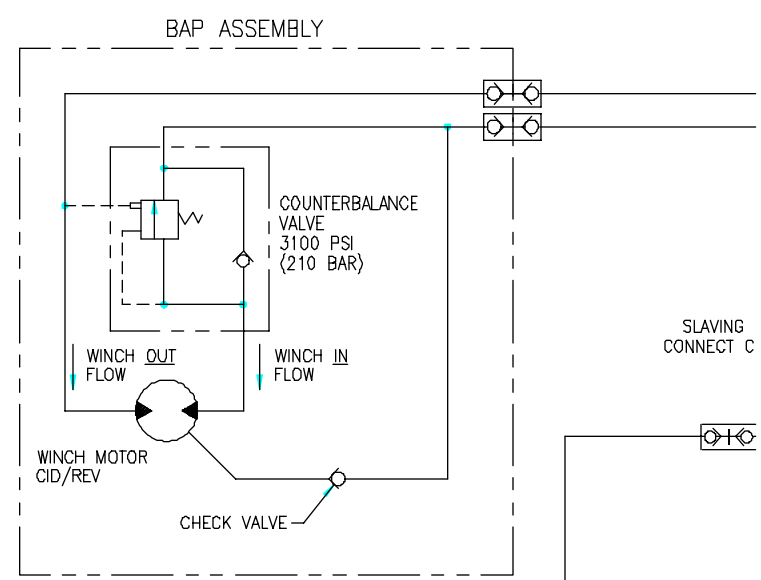 BAP ASSEMBLY
COUNTERBALANCE
VALVE
3100 PSI
(210 BAR)
SLAVING
CONNECT C
WINCH OUT
FLOW
WINCH IN
FLOW
WINCH MOTOR
CID/REV
CHECK VALVE